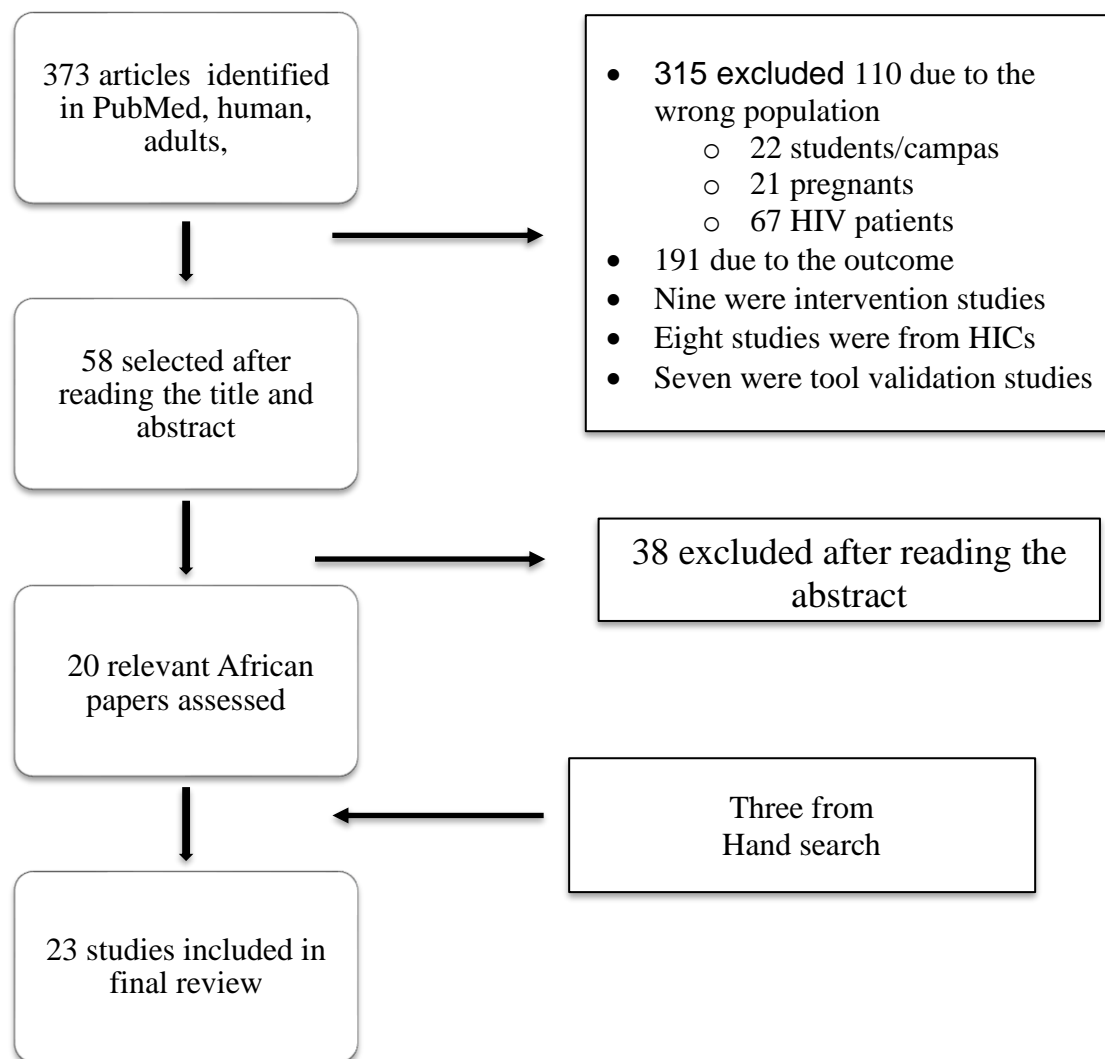 373 articles identified
in PubMed, human,
adults,
• 315 excluded 110 due to the
wrong population
o 22 students/campas
o 21 pregnants
o 67 HIV patients
• 191 due to the outcome
• Nine were intervention studies
• Eight studies were from HICs
• Seven were tool validation studies
58 selected after
reading the title and
abstract
38 excluded after reading the
abstract
20 relevant African
papers assessed
Three from
Hand search
23 studies included in
final review